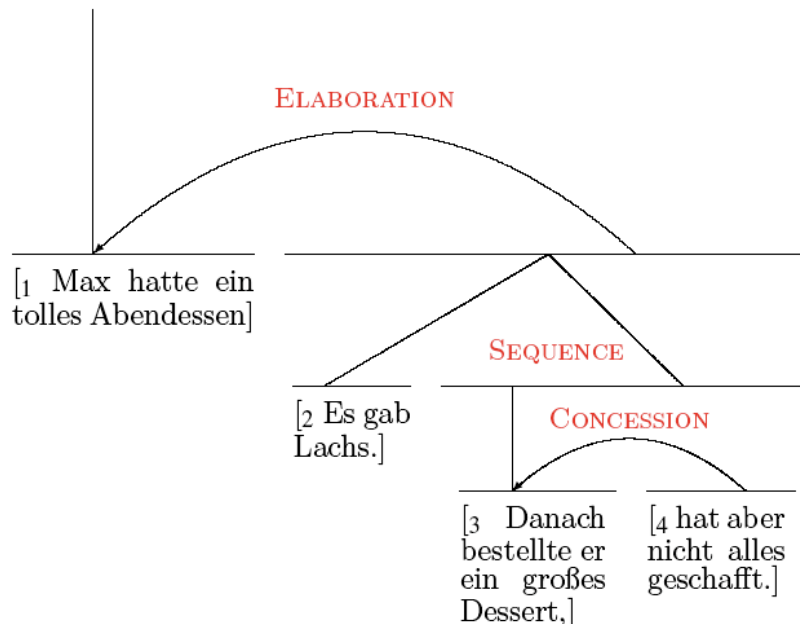 ELABORATION
[1 Max hatte ein
tolles Abendessen]
SEQUENCE
[2 Es gab
Lachs.]
CONCESSION
[3 Danach
bestellte er
ein großes
Dessert,]
[4 hat aber
nicht alles
geschafft.]